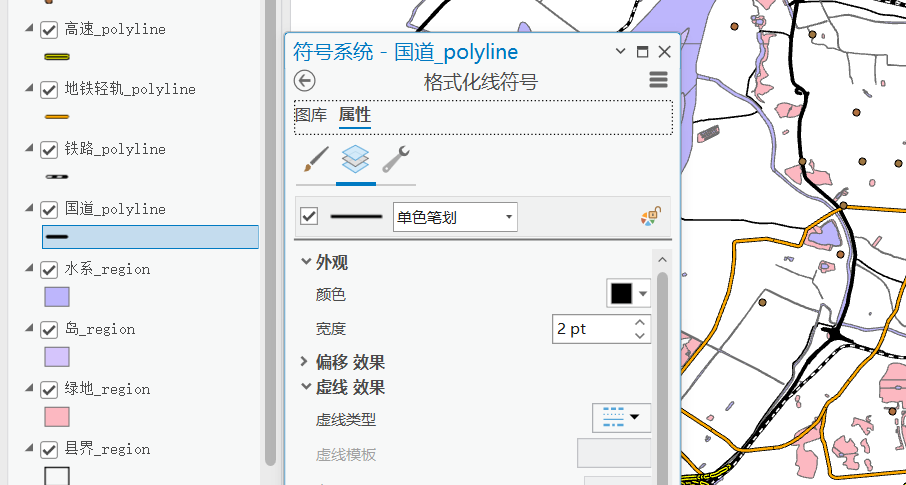 高速_polyline
地铁轻轨_polyline
铁路_polyline
国道_polyline
水系_region
岛_region
绿地_region
县界_region
符号系统 - 国道_polyline
格式化线符号
图库 属性
单色笔划
外观
颜色
宽度 2 pt
偏移 效果
虚线 效果
虚线类型
虚线模板